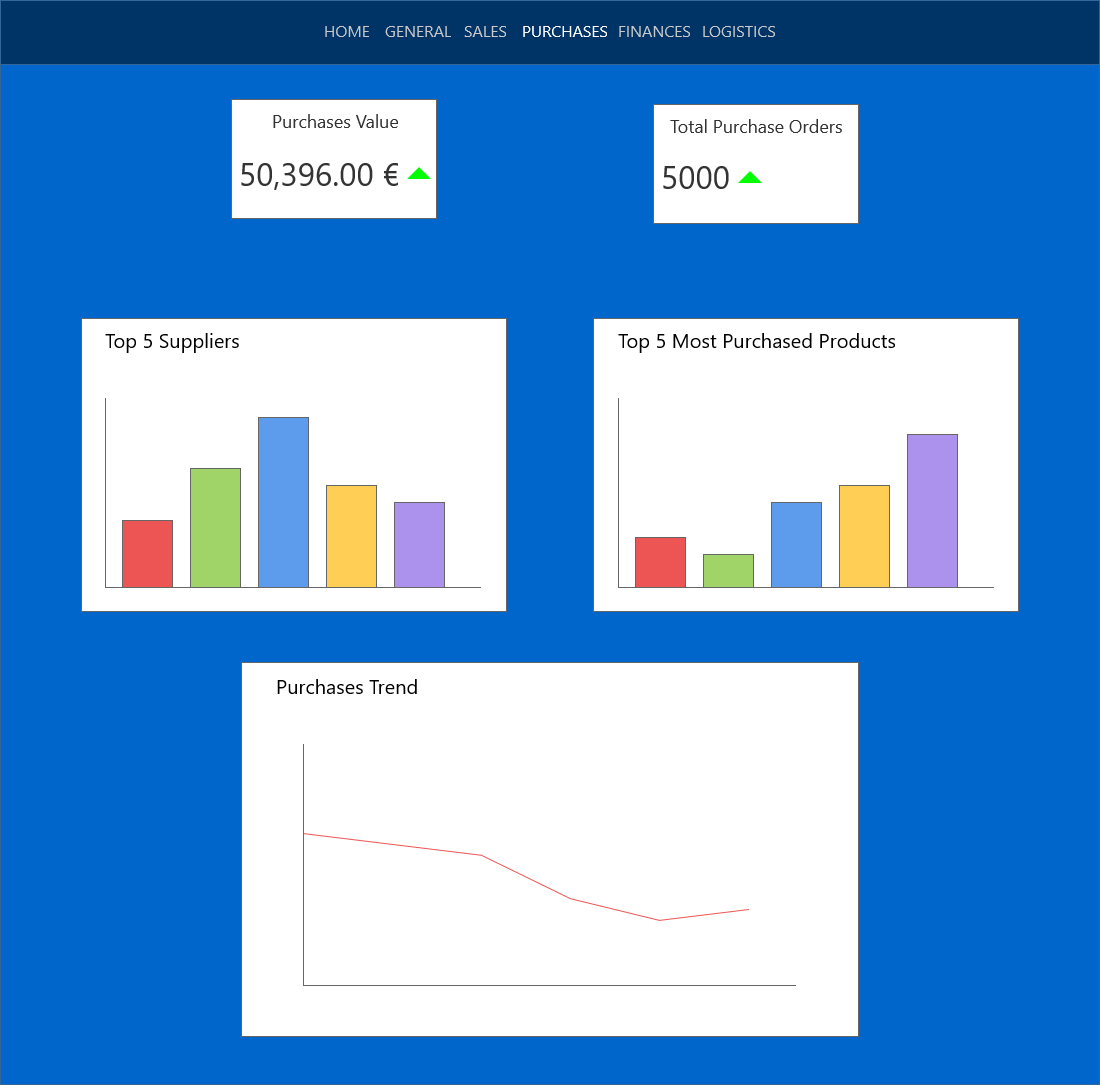 HOME GENERAL SALES PURCHASES FINANCES LOGISTICS
Purchases Value
50,396.00 €
Total Purchase Orders
5000
Top 5 Suppliers
Top 5 Most Purchased Products
Purchases Trend